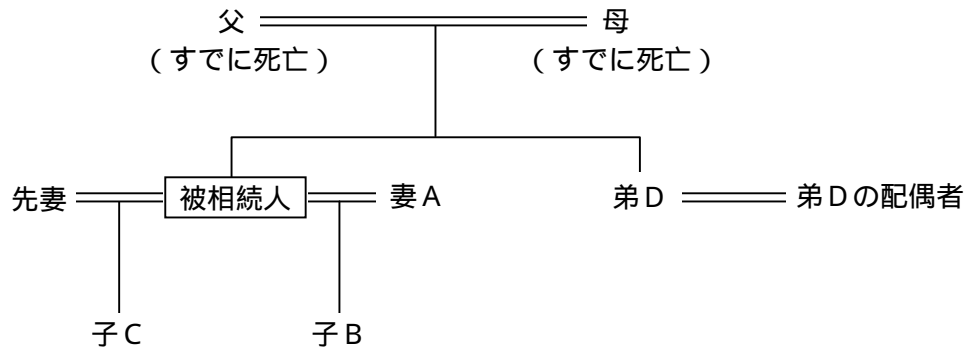 父 母
（すでに死亡） （すでに死亡）
先妻 被相続人 妻A 弟D 弟Dの配偶者
子C 子B